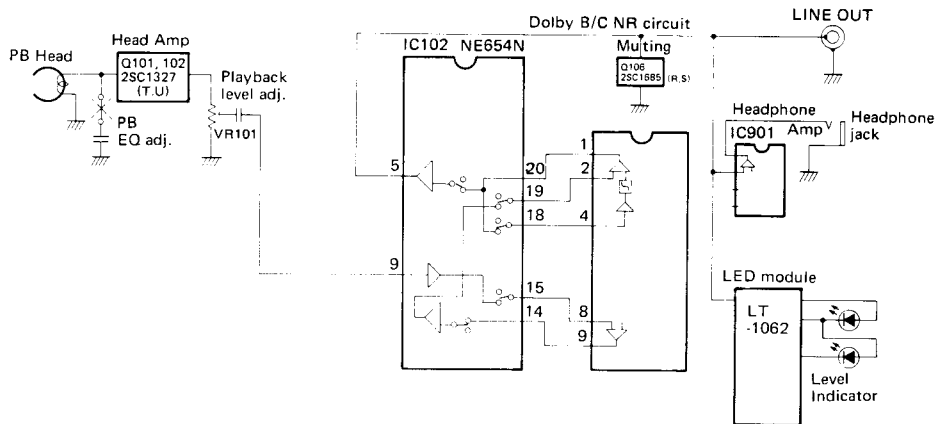 PB Head
Head Amp
Q101, 102
2SC1327
(T.U)
Playback
level adj.
VR101
PB
EQ adj.
Dolby B/C NR circuit
IC102 NE654N
5
9
20
19
18
15
14
Muting
Q106
2SC1685
(R,S)
1
2
4
8
9
LINE OUT
Headphone
Amp
IC901
Headphone
jack
LED module
LT
-1062
Level
Indicator